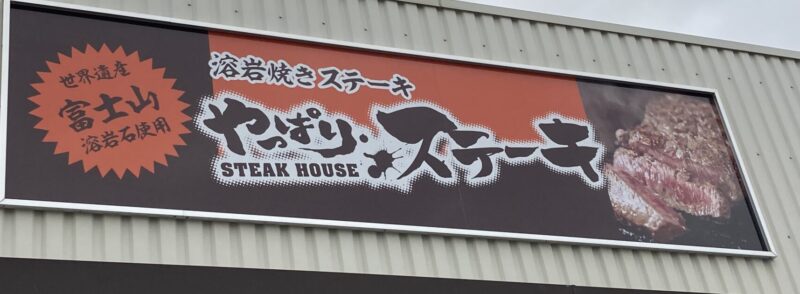 世界遺産
富士山
溶岩石使用
溶岩焼きステーキ
やっぱり・ステーキ
STEAK HOUSE